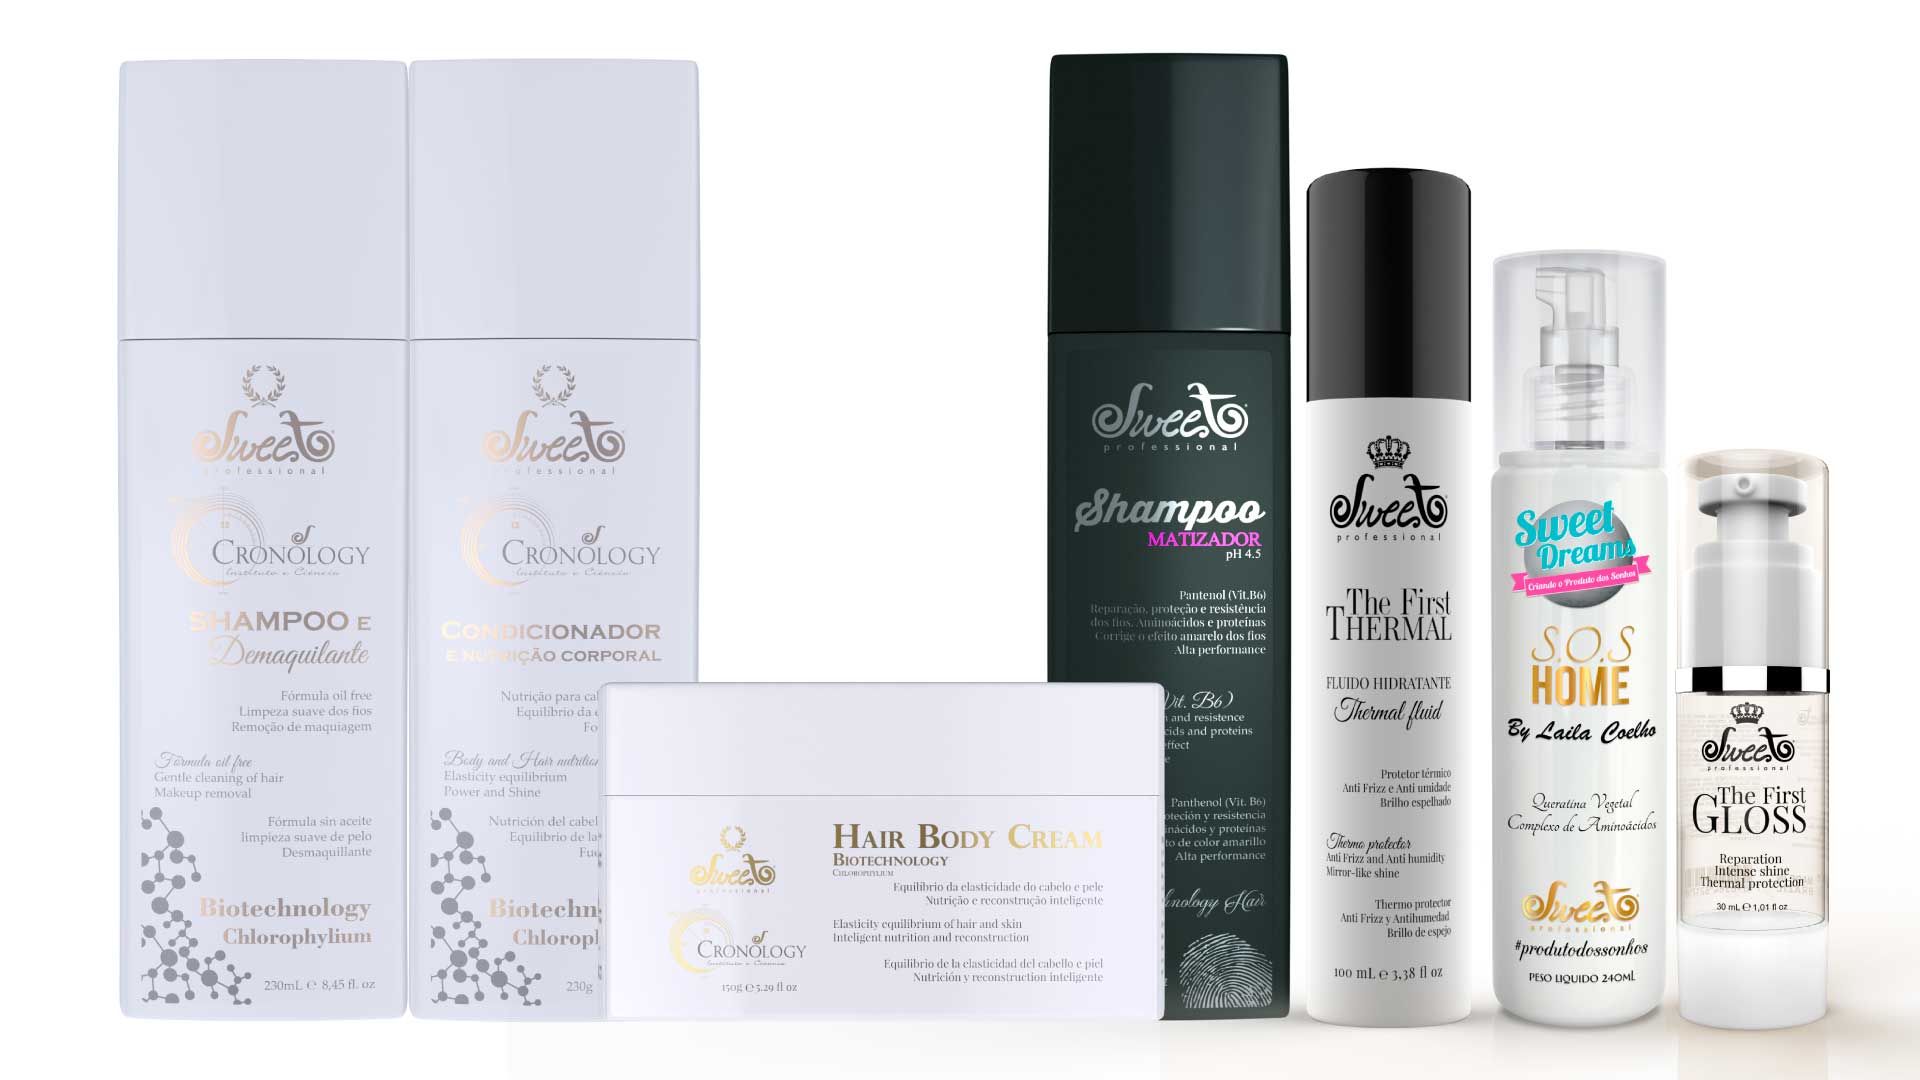 Sweet
professional
CRONOLOGY
Instituto e Ciência
SHAMPOO E
Demaquilante
Fórmula oil free
Limpeza suave dos fios
Remoção de maquiagem
Fórmula oil free
Gentle cleaning of hair
Makeup removal
Fórmula sin aceite
limpieza suave de pelo
Desmaquillante
Biotechnology
Chlorophylium
230mL e 8,45 fl. oz
Sweet
professional
CRONOLOGY
Instituto e Ciência
CONDICIONADOR
E NUTRIÇÃO CORPORAL
Nutrição para
Equilíbrio da
Body and Hair nutrition
Elasticity equilibrium
Power and Shine
Nutrición del
Equilibrio de
230g
Sweet
professional
CRONOLOGY
Instituto e Ciência
HAIR BODY CREAM
BIOTECHNOLOGY
CHLOROPHYLIUM
Equilíbrio da elasticidade do cabelo e pele
Nutrição e reconstrução inteligente
Elasticity equilibrium of hair and skin
Inteligent nutrition and reconstruction
Equilibrio de la elasticidad del cabello e piel
Nutrición y reconstruction inteligente
150g e 5.29 fl oz
Sweet
professional
Shampoo
MATIZADOR
pH 4.5
Pantenol (Vit.B6)
Reparação, proteção e resistência
dos fios. Aminoácidos e proteínas
Corrige o efeito amarelo dos fios
Alta performance
(Vit. B6)
and resistence
and proteins
Panthenol (Vit. B6)
y resistencia
y proteínas
de color amarillo
Alta performance
Hair
Sweet
professional
The First
THERMAL
FLUIDO HIDRATANTE
Thermal fluid
Protetor térmico
Anti Frizz e Anti umidade
Brilho espelhado
Thermo protector
Anti Frizz and Anti humidity
Mirror-like shine
Thermo protector
Anti Frizz y Antihumedad
Brillo de espejo
100 mL e 3,38 fl oz
Sweet
Dreams
Criando o Produto dos Sonhos
S.O.S
HOME
By Laila Coelho
Queratina Vegetal
Complexo de Aminoácidos
Sweet
professional
#produtodossonhos
PESO LIQUIDO 240ML
Sweet
professional
The First
GLOSS
Reparation
Intense shine
Thermal protection
30 mL e 1,01 fl oz